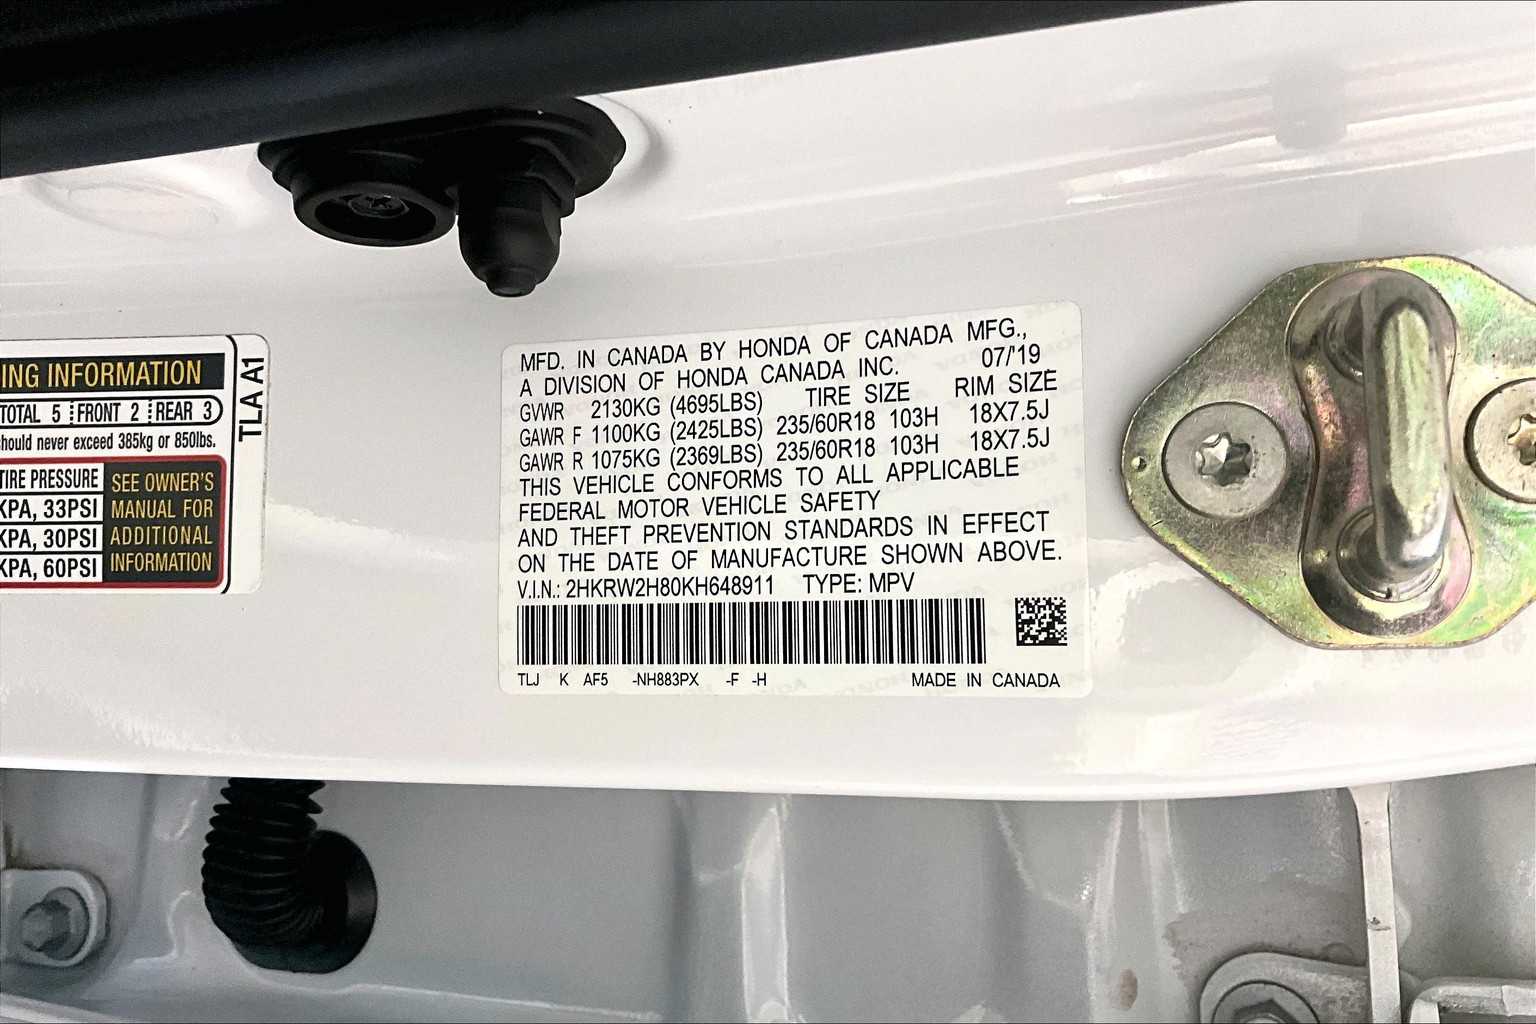 ING INFORMATION
TOTAL 5 FRONT 2 REAR 3
should never exceed 385kg or 850lbs.
TIRE PRESSURE
KPA, 33PSI
KPA, 30PSI
KPA, 60PSI
SEE OWNER'S
MANUAL FOR
ADDITIONAL
INFORMATION
TLA A1
MFD. IN CANADA BY HONDA OF CANADA MFG.,
A DIVISION OF HONDA CANADA INC. 07/'19
GVWR 2130KG (4695LBS) TIRE SIZE RIM SIZE
GAWR F 1100KG (2425LBS) 235/60R18 103H 18X7.5J
GAWR R 1075KG (2369LBS) 235/60R18 103H 18X7.5J
THIS VEHICLE CONFORMS TO ALL APPLICABLE
FEDERAL MOTOR VEHICLE SAFETY
AND THEFT PREVENTION STANDARDS IN EFFECT
ON THE DATE OF MANUFACTURE SHOWN ABOVE.
V.I.N.: 2HKRW2H80KH648911 TYPE: MPV
TLJ K AF5 -NH883PX -F -H MADE IN CANADA